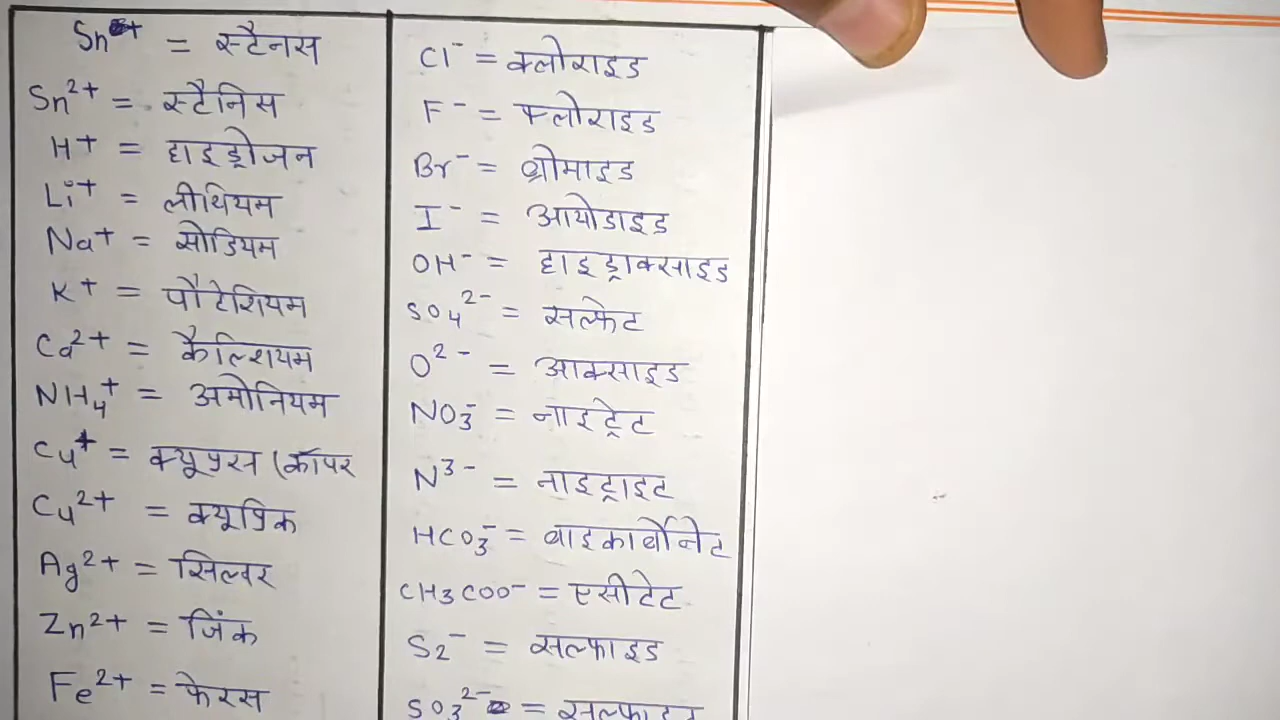 Sn+ = स्टैनस
Sn²⁺ = स्टैनिस
H⁺ = हाइड्रोजन
Li⁺ = लीथियम
Na⁺ = सोडियम
K⁺ = पौटेशियम
Ca²⁺ = कैल्शियम
NH₄⁺ = अमोनियम
Cu⁺ = क्यूप्रस (कॉपर
Cu²⁺ = क्यूप्रिक
Ag²⁺ = सिल्वर
Zn²⁺ = जिंक
Fe²⁺ = फेरस
Cl⁻ = क्लोराइड
F⁻ = फ्लोराइड
Br⁻ = ब्रोमाइड
I⁻ = आयोडाइड
OH⁻ = हाइड्राक्साइड
SO₄²⁻ = सल्फेट
O²⁻ = आक्साइड
NO₃⁻ = नाइट्रेट
N³⁻ = नाइट्राइट
HCO₃⁻ = बाइकार्बोनेट
CH3COO⁻ = एसीटेट
S₂⁻ = सल्फाइड
SO₃²⁻ =